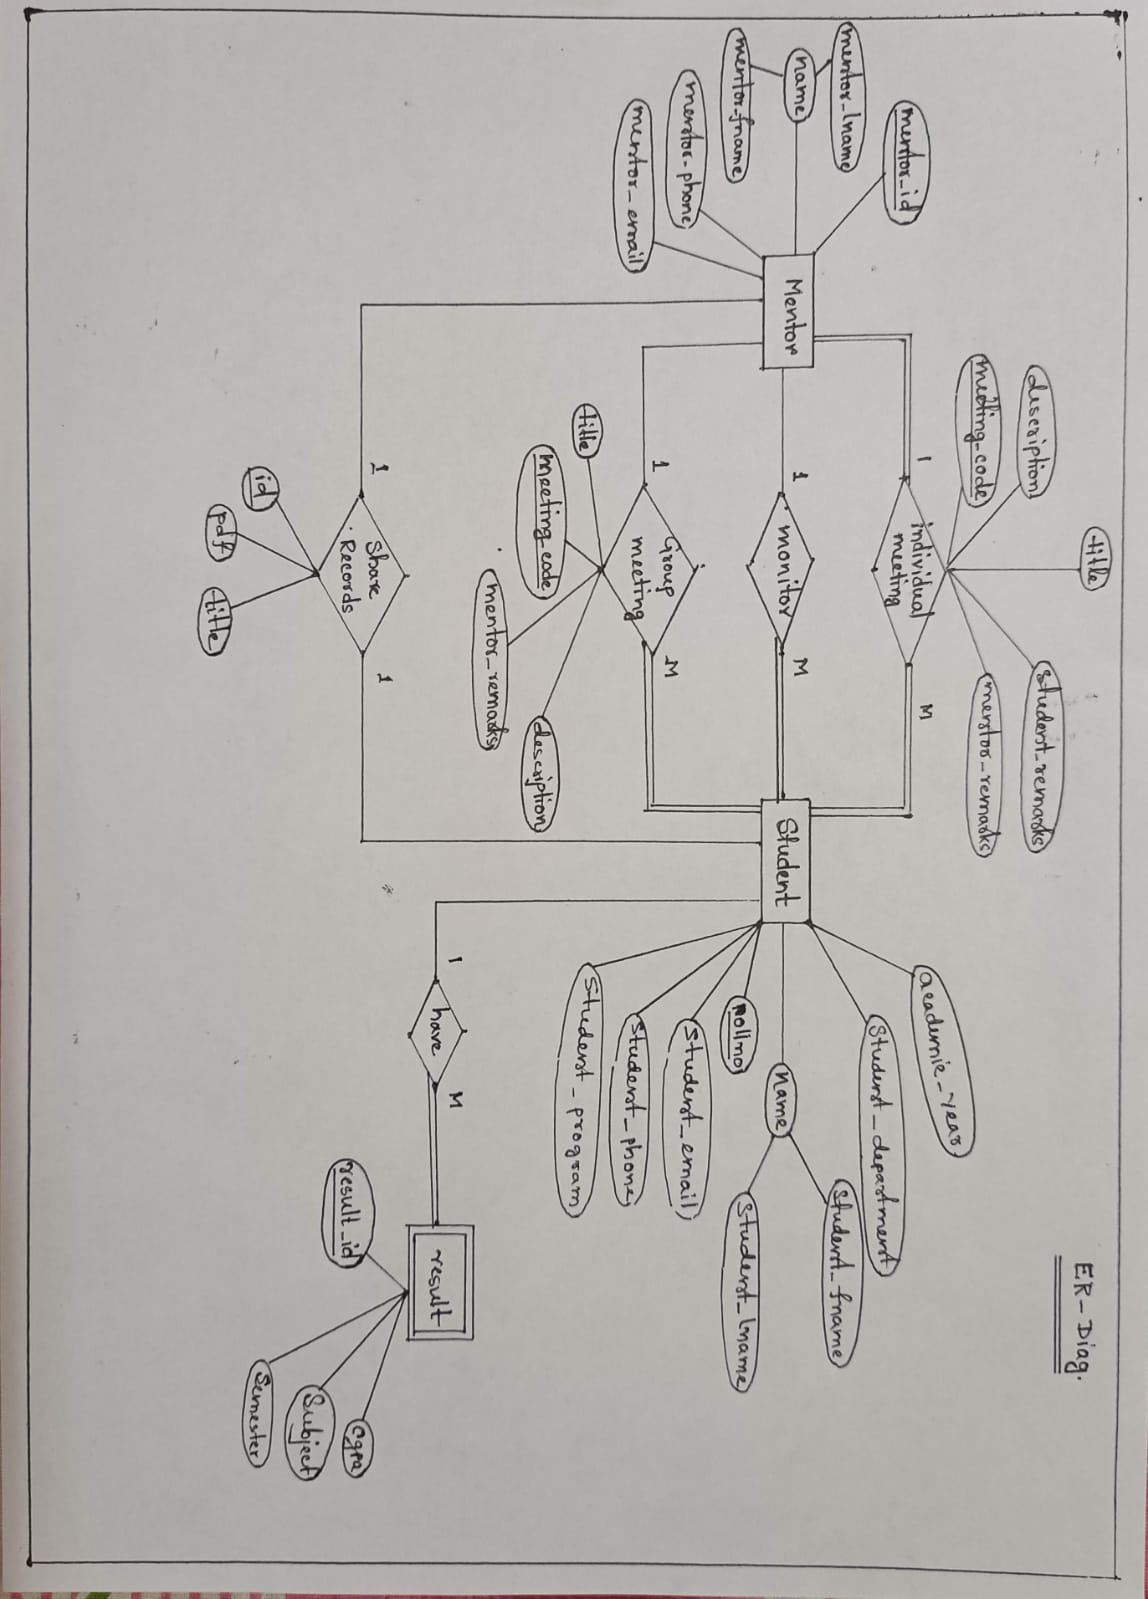 ER-Diag.
title
description
meeting_code
student_remarks
mentor_remarks
individual
meeting
1
M
mentor_id
mentor_lname
name
mentor_fname
mentor_phone
mentor_email
Mentor
1
monitor
M
Student
academic_year
Student_department
name
Student_fname
Student_lname
rollno
Student_email
Student_phone
Student_program
1
Group
meeting
M
title
meeting_code
mentor_remarks
description
1
Share
Records
1
id
pdf
title
1
have
M
result
result_id
cgpa
Subject
Semester